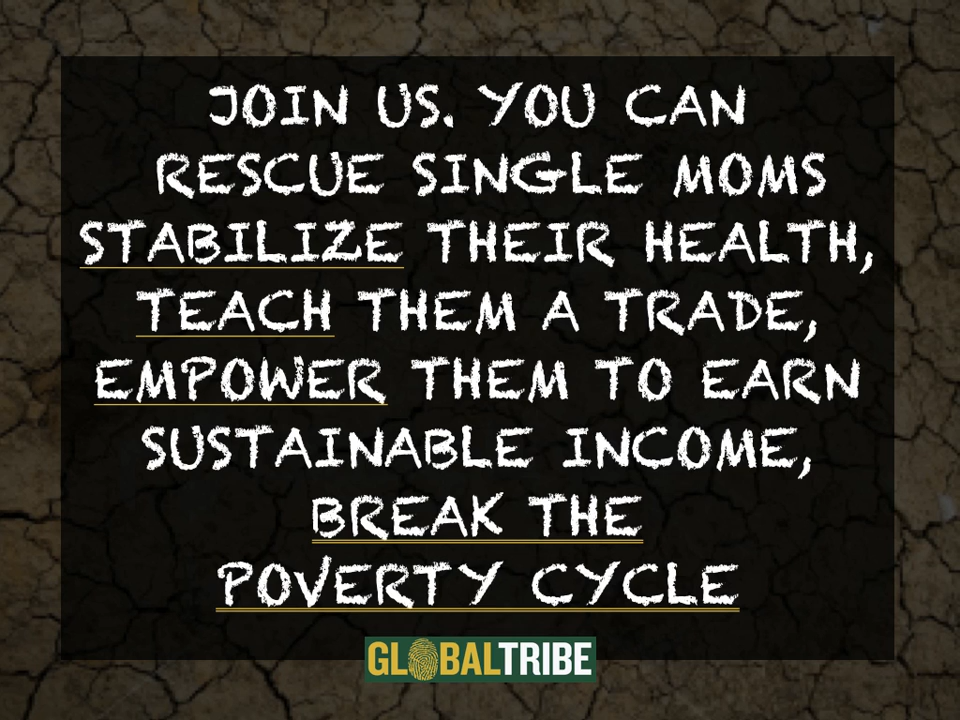 JOIN US. YOU CAN
RESCUE SINGLE MOMS
STABILIZE THEIR HEALTH,
TEACH THEM A TRADE,
EMPOWER THEM TO EARN
SUSTAINABLE INCOME,
BREAK THE
POVERTY CYCLE
GLOBALTRIBE